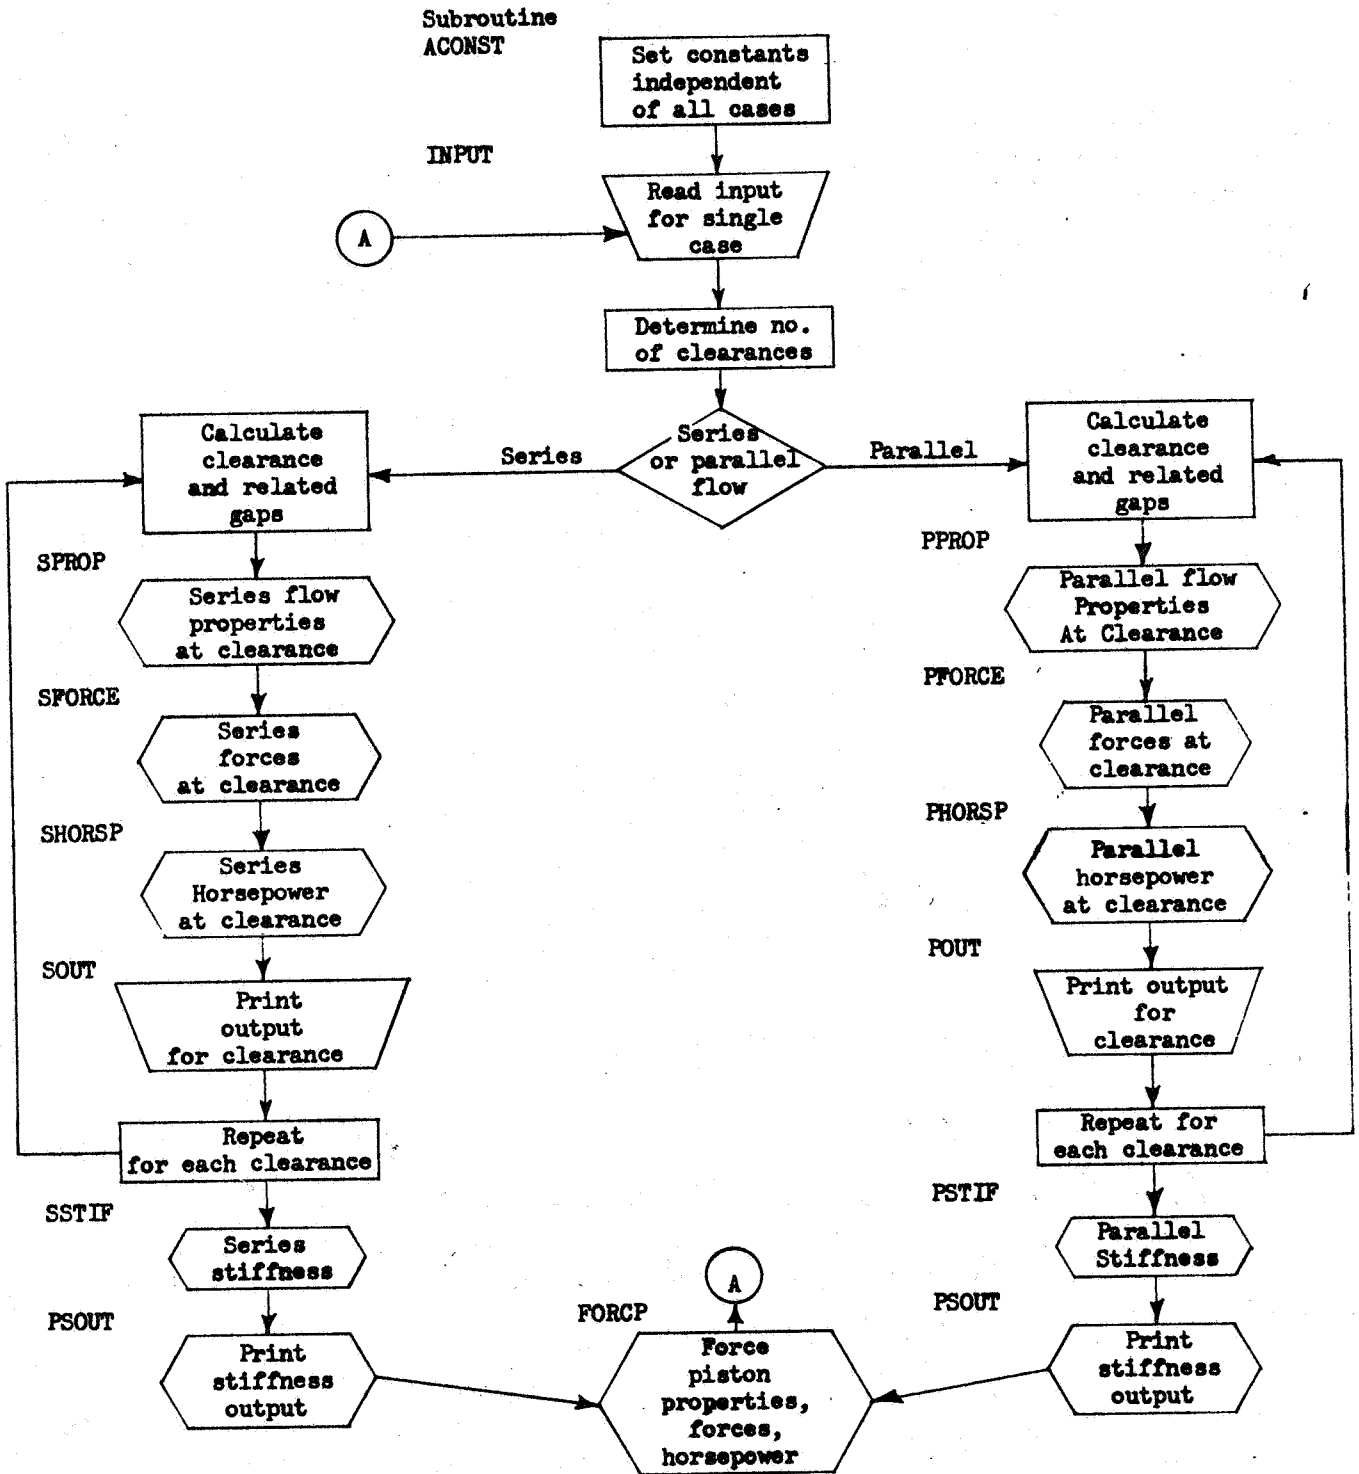 Subroutine
ACONST
Set constants
independent
of all cases
INPUT
Read input
for single
case
A
Determine no.
of clearances
Series
or parallel
flow
Series
Parallel
Calculate
clearance
and related
gaps
SPROP
Series flow
properties
at clearance
SFORCE
Series
forces
at clearance
SHORSP
Series
Horsepower
at clearance
SOUT
Print
output
for clearance
Repeat
for each clearance
SSTIF
Series
stiffness
PSOUT
Print
stiffness
output
Calculate
clearance
and related
gaps
PPROP
Parallel flow
Properties
At Clearance
PFORCE
Parallel
forces at
clearance
PHORSP
Parallel
horsepower
at clearance
POUT
Print output
for
clearance
Repeat for
each clearance
PSTIF
Parallel
Stiffness
PSOUT
Print
stiffness
output
A
FORCP
Force
piston
properties,
forces,
horsepower